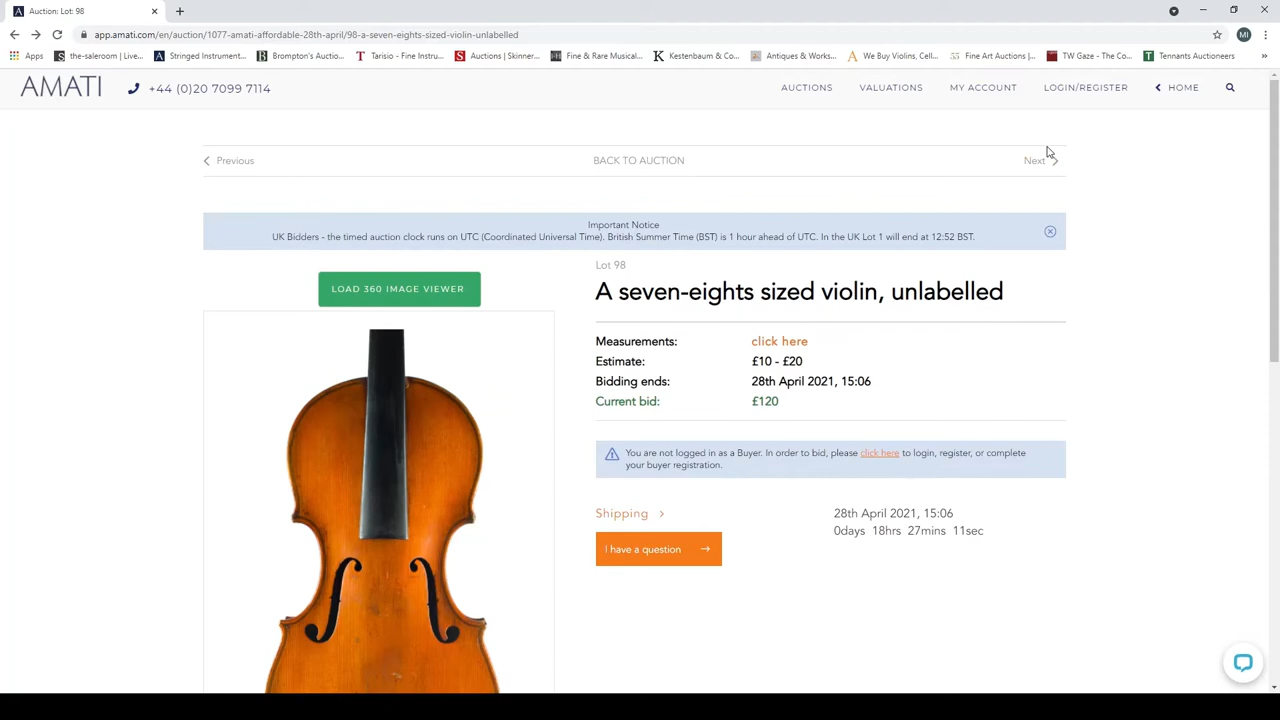 Auction: Lot: 98
app.amati.com/en/auction/1077-amati-affordable-28th-april/98-a-seven-eights-sized-violin-unlabelled
MI
Apps
the-saleroom | Live...
Stringed Instrument...
Brompton's Auctio...
Tarisio - Fine Instru...
Auctions | Skinner...
Fine & Rare Musical...
Kestenbaum & Co...
Antiques & Works...
We Buy Violins, Cell...
Fine Art Auctions |...
TW Gaze - The Co...
Tennants Auctioneers
»
AMATI
+44 (0)20 7099 7114
AUCTIONS
VALUATIONS
MY ACCOUNT
LOGIN/REGISTER
HOME
Previous
BACK TO AUCTION
Next
Important Notice
UK Bidders - the timed auction clock runs on UTC (Coordinated Universal Time). British Summer Time (BST) is 1 hour ahead of UTC. In the UK Lot 1 will end at 12:52 BST.
LOAD 360 IMAGE VIEWER
Lot 98
A seven-eights sized violin, unlabelled
Measurements: click here
Estimate: £10 - £20
Bidding ends: 28th April 2021, 15:06
Current bid: £120
You are not logged in as a Buyer. In order to bid, please click here to login, register, or complete
your buyer registration.
Shipping
28th April 2021, 15:06
0days 18hrs 27mins 11sec
I have a question